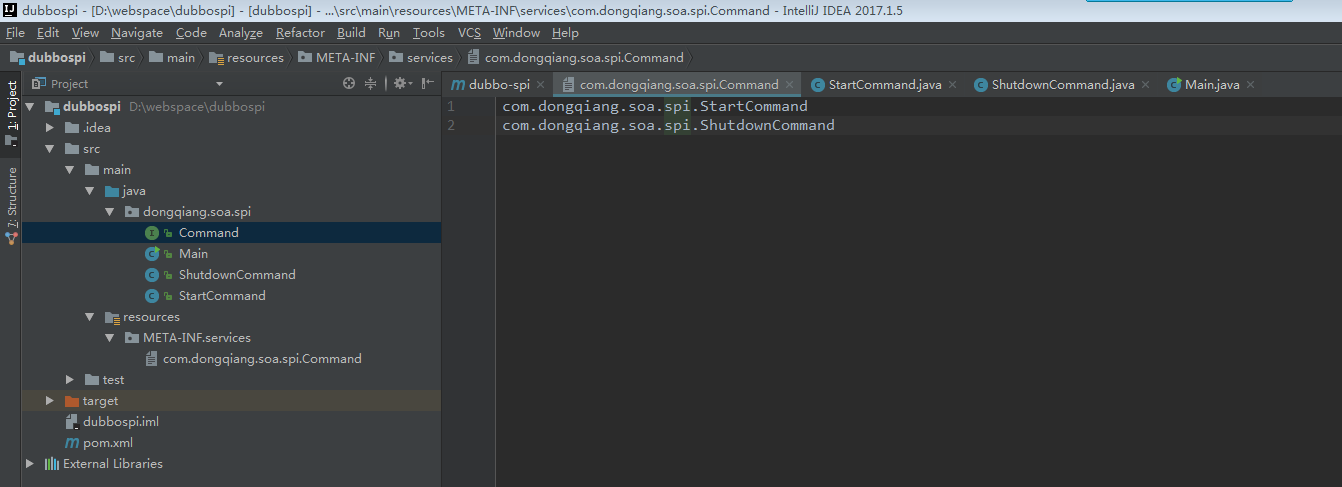 dubbospi - [D:\webspace\dubbospi] - [dubbospi] - ...\src\main\resources\META-INF\services\com.dongqiang.soa.spi.Command - IntelliJ IDEA 2017.1.5
File Edit View Navigate Code Analyze Refactor Build Run Tools VCS Window Help
dubbospi src main resources META-INF services com.dongqiang.soa.spi.Command
1: Project
7: Structure
Project
dubbospi D:\webspace\dubbospi
.idea
src
main
java
dongqiang.soa.spi
Command
Main
ShutdownCommand
StartCommand
resources
META-INF.services
com.dongqiang.soa.spi.Command
test
target
dubbospi.iml
pom.xml
External Libraries
dubbo-spi com.dongqiang.soa.spi.Command StartCommand.java ShutdownCommand.java Main.java
1 com.dongqiang.soa.spi.StartCommand
2 com.dongqiang.soa.spi.ShutdownCommand